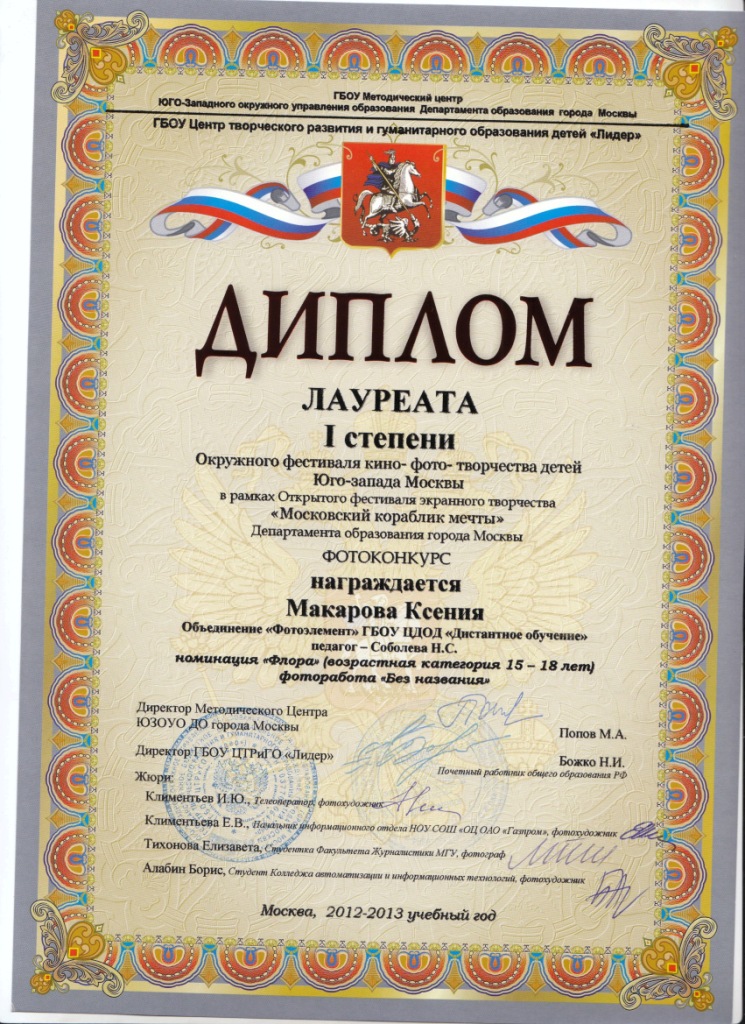 ГБОУ Методический центр
ЮГО-Западного окружного управления образования Департамента образования города Москвы
ГБОУ Центр творческого развития и гуманитарного образования детей «Лидер»
ДИПЛОМ
ЛАУРЕАТА
I степени
Окружного фестиваля кино- фото- творчества детей
Юго-запада Москвы
в рамках Открытого фестиваля экранного творчества
«Московский кораблик мечты»
Департамента образования города Москвы
ФОТОКОНКУРС
награждается
Макарова Ксения
Объединение «Фотоэлемент» ГБОУ ЦДОД «Дистантное обучение»
педагог – Соболева Н.С.
номинация «Флора» (возрастная категория 15 – 18 лет)
фоторабота «Без названия»
Директор Методического Центра
ЮЗОУО ДО города Москвы
Попов М.А.
Директор ГБОУ ЦТРиГО «Лидер»
Божко Н.И.
Почетный работник общего образования РФ
Жюри:
Климентьев И.Ю., Телеоператор, фотохудожник
Климентьева Е.В., Начальник информационного отдела НОУ СОШ «ОЦ ОАО «Газпром», фотохудожник
Тихонова Елизавета, Студентка Факультета Журналистики МГУ, фотограф
Алабин Борис, Студент Колледжа автоматизации и информационных технологий, фотохудожник
Москва, 2012-2013 учебный год